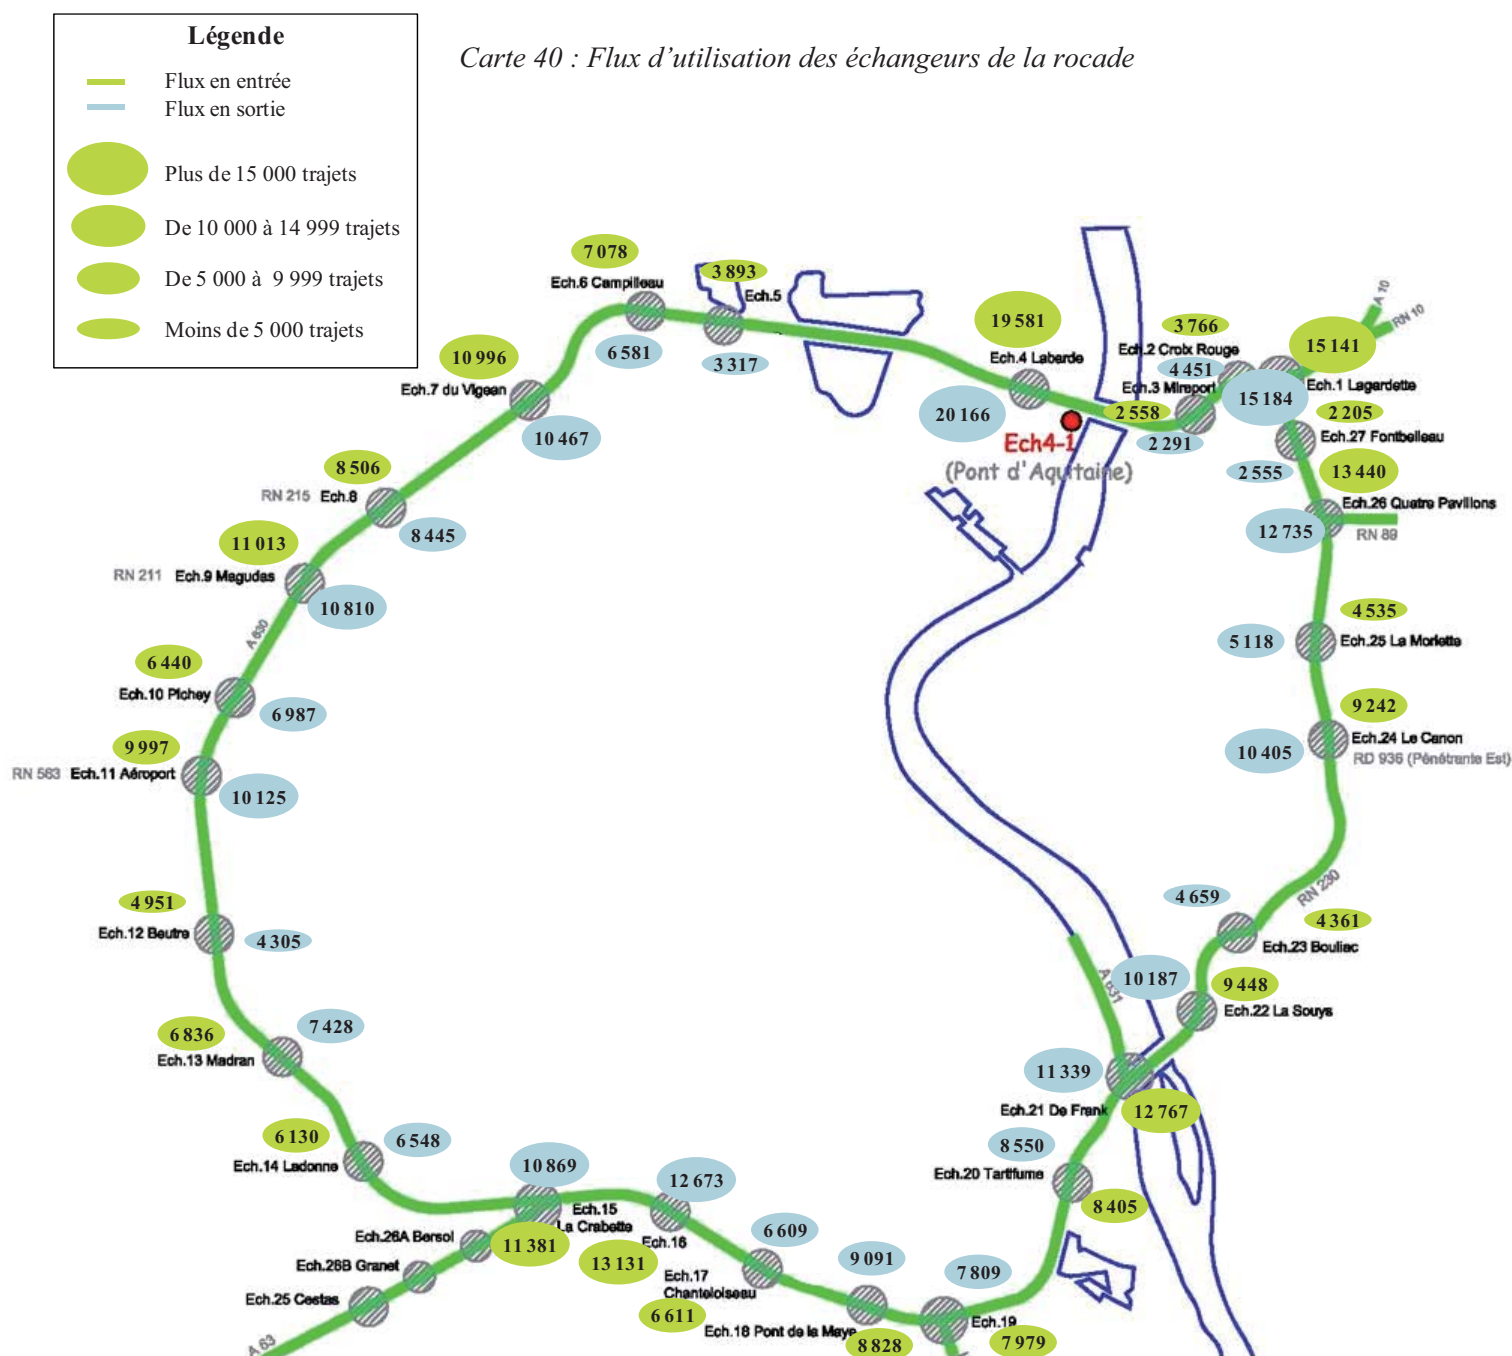 Légende
Flux en entrée
Flux en sortie
Plus de 15 000 trajets
De 10 000 à 14 999 trajets
De 5 000 à 9 999 trajets
Moins de 5 000 trajets
Carte 40 : Flux d'utilisation des échangeurs de la rocade
7 078
Ech.6 Campilleau
6 581
3 893
Ech.5
3 317
10 996
Ech.7 du Vigean
10 467
19 581
Ech.4 Labarde
20 166
Ech4-1
(Pont d'Aquitaine)
3 766
Ech.2 Croix Rouge
4 451
Ech.3 Mireport
2 558
2 291
A 10
RN 10
15 141
Ech.1 Lagardette
15 184
2 205
Ech.27 Fontbelleau
2 555
13 440
Ech.26 Quatre Pavillons
12 735
RN 89
8 506
RN 215 Ech.8
8 445
11 013
RN 211 Ech.9 Magudas
10 810
A 630
6 440
Ech.10 Pichey
6 987
9 997
RN 563 Ech.11 Aéroport
10 125
4 535
Ech.25 La Morlette
5 118
9 242
Ech.24 Le Canon
RD 936 (Pénétrante Est)
10 405
4 951
Ech.12 Beutre
4 305
RN 230
4 659
4 361
Ech.23 Bouliac
10 187
9 448
Ech.22 La Souys
A 631
6 836
Ech.13 Madran
7 428
11 339
Ech.21 De Frank
12 767
6 130
Ech.14 Ladonne
6 548
8 550
Ech.20 Tartifume
8 405
10 869
Ech.15
La Crabette
11 381
12 673
Ech.16
13 131
Ech.26A Bersol
Ech.26B Granet
Ech.25 Cestas
A 63
6 609
Ech.17
Chanteloiseau
6 611
9 091
Ech.18 Pont de la Maye
8 828
7 809
Ech.19
7 979